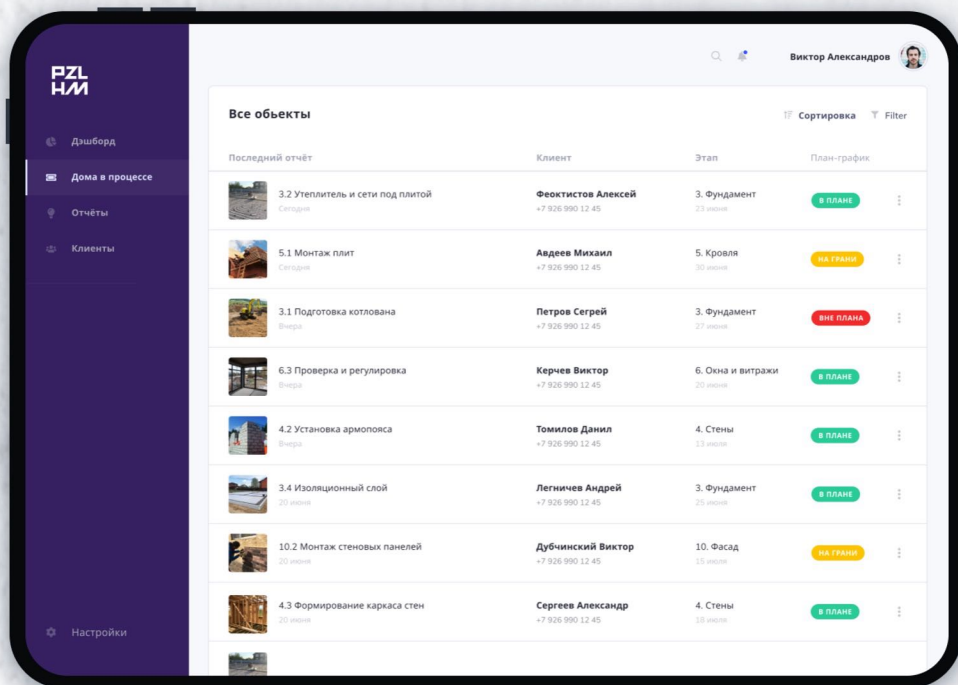 PZL
HM
Виктор Александров
Дэшборд
Дома в процессе
Отчёты
Клиенты
Настройки
Все обьекты
Сортировка
Filter
Последний отчёт Клиент Этап План-график
3.2 Утеплитель и сети под плитой Феоктистов Алексей 3. Фундамент В ПЛАНЕ
Сегодня +7 926 990 12 45 23 июня
5.1 Монтаж плит Авдеев Михаил 5. Кровля НА ГРАНИ
Сегодня +7 926 990 12 45 30 июня
3.1 Подготовка котлована Петров Сегрей 3. Фундамент ВНЕ ПЛАНА
Вчера +7 926 990 12 45 27 июня
6.3 Проверка и регулировка Керчев Виктор 6. Окна и витражи В ПЛАНЕ
Вчера +7 926 990 12 45 20 июня
4.2 Установка армопояса Томилов Данил 4. Стены В ПЛАНЕ
Вчера +7 926 990 12 45 13 июля
3.4 Изоляционный слой Легничев Андрей 3. Фундамент В ПЛАНЕ
20 июня +7 926 990 12 45 25 июня
10.2 Монтаж стеновых панелей Дубчинский Виктор 10. Фасад НА ГРАНИ
20 июня +7 926 990 12 45 15 июля
4.3 Формирование каркаса стен Сергеев Александр 4. Стены В ПЛАНЕ
20 июня +7 926 990 12 45 18 июля